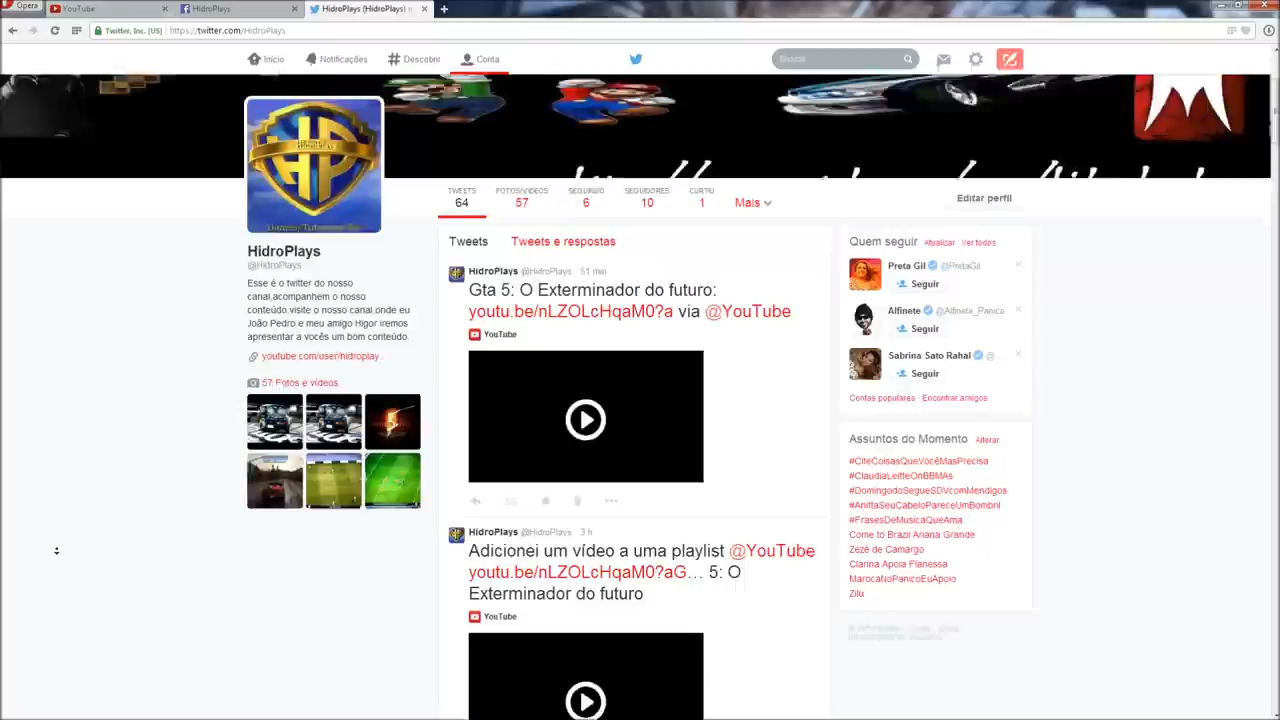 Opera
YouTube
HidroPlays
HidroPlays (HidroPlays)
Twitter, Inc. [US]
https://twitter.com/HidroPlays
Início
Notificações
Descobrir
Conta
Buscar
HP
TWEETS
64
FOTOS/VÍDEOS
57
SEGUINDO
6
SEGUIDORES
10
CURTIU
1
Mais
Editar perfil
HidroPlays
@HidroPlays
Esse é o twitter do nosso
canal,acompanhem o nosso
conteúdo,visite o nosso canal,onde eu
João Pedro e meu amigo Higor iremos
apresentar a vocês um bom conteúdo.
youtube.com/user/hidroplay...
57 Fotos e vídeos
Tweets
Tweets e respostas
HidroPlays @HidroPlays 51 min
Gta 5: O Exterminador do futuro:
youtu.be/nLZOLcHqaM0?a via @YouTube
YouTube
HidroPlays @HidroPlays 3 h
Adicionei um vídeo a uma playlist @YouTube
youtu.be/nLZOLcHqaM0?aG… 5: O
Exterminador do futuro
YouTube
Quem seguir
Atualizar
Ver todos
Preta Gil @PretaGil
Seguir
Alfinete @Alfinete_Panico
Seguir
Sabrina Sato Rahal @...
Seguir
Contas populares · Encontrar amigos
Assuntos do Momento
Alterar
#CiteCoisasQueVocêMasPrecisa
#ClaudiaLeitteOnBBMAs
#DomingodoSegueSDVcomMendigos
#AnittaSeuCabeloPareceUmBombril
#FrasesDeMusicaQueAma
Come to Brazil Ariana Grande
Zezé de Camargo
Clarina Apoia Flanessa
MarocaNoPanicoEuApoio
Zilu